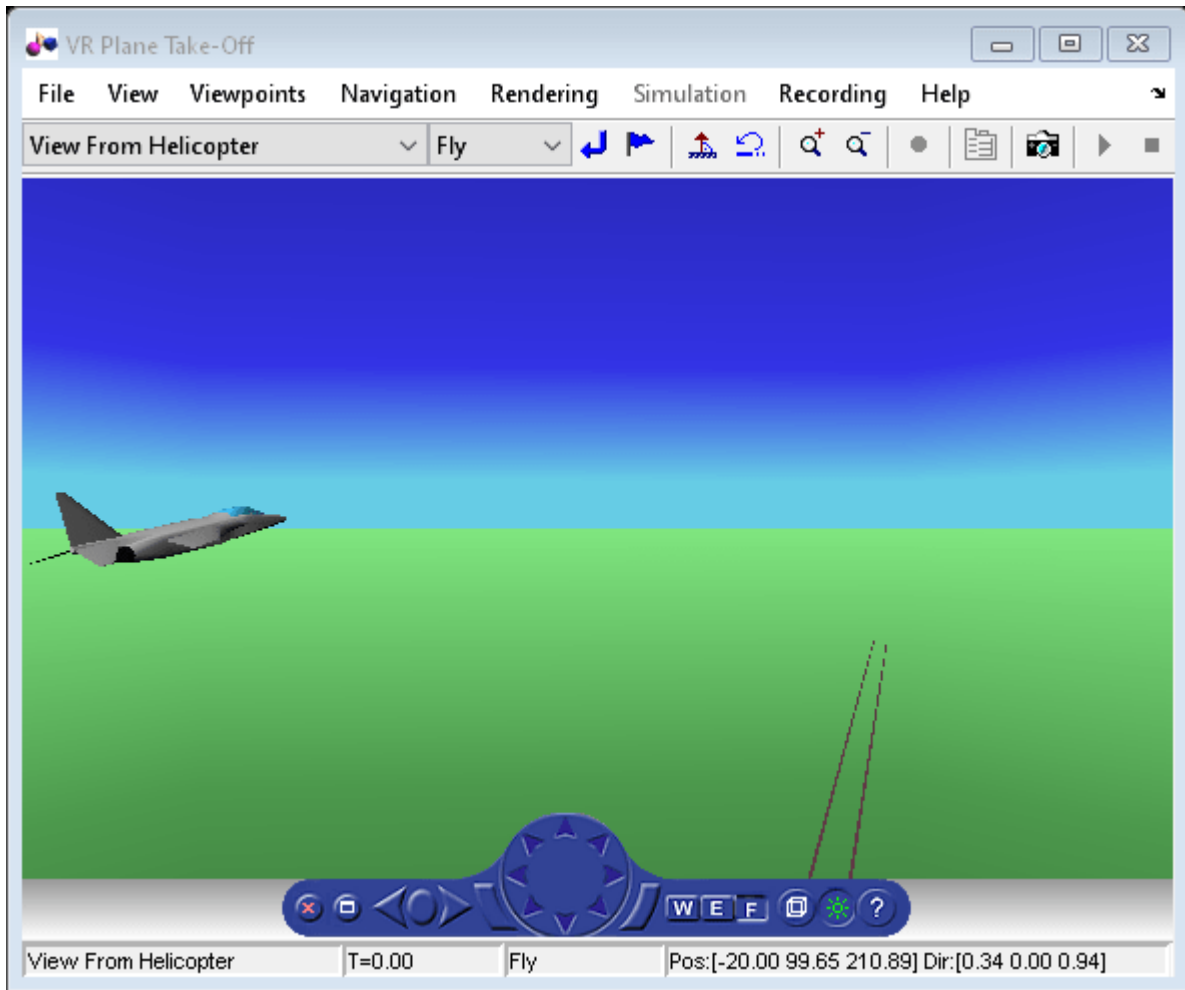 VR Plane Take-Off
File View Viewpoints Navigation Rendering Simulation Recording Help
View From Helicopter Fly
W E F ?
View From Helicopter T=0.00 Fly Pos:[-20.00 99.65 210.89] Dir:[0.34 0.00 0.94]